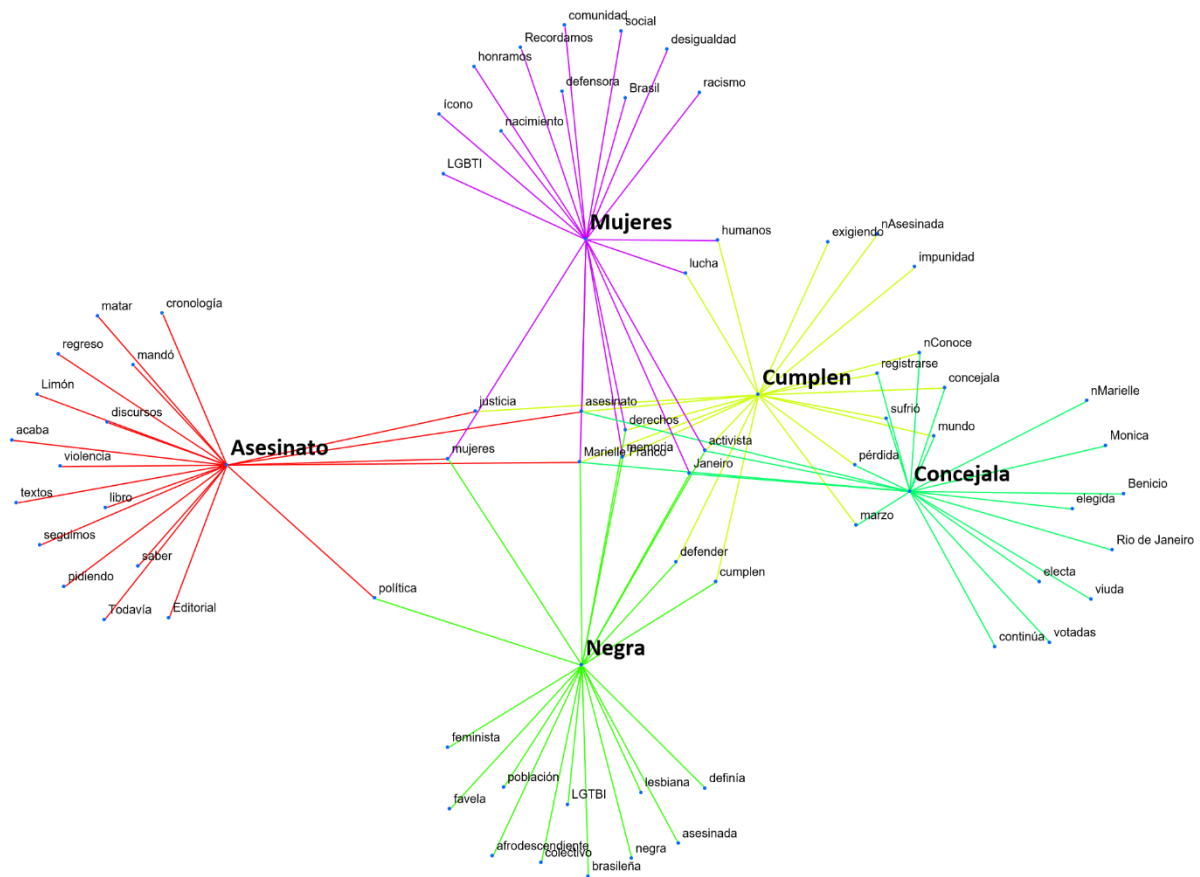 comunidad
social
Recordamos
desigualdad
honramos
defensora
Brasil
racismo
ícono
nacimiento
LGBTI
Mujeres
humanos
exigiendo
nAsesinada
lucha
impunidad
matar
cronología
regreso
mandó
Limón
discursos
acaba
Asesinato
violencia
textos
libro
seguimos
saber
pidiendo
Todavía
Editorial
nConoce
registrarse
Cumplen
concejala
justicia
asesinato
derechos
sufrió
nMarielle
mujeres
Marielle Franco
memoria
activista
mundo
Janeiro
pérdida
Concejala
Monica
Benicio
elegida
marzo
Rio de Janeiro
defender
cumplen
electa
viuda
política
continúa
votadas
Negra
feminista
población
favela
LGTBI
lesbiana
definía
afrodescendiente
colectivo
brasileña
negra
asesinada